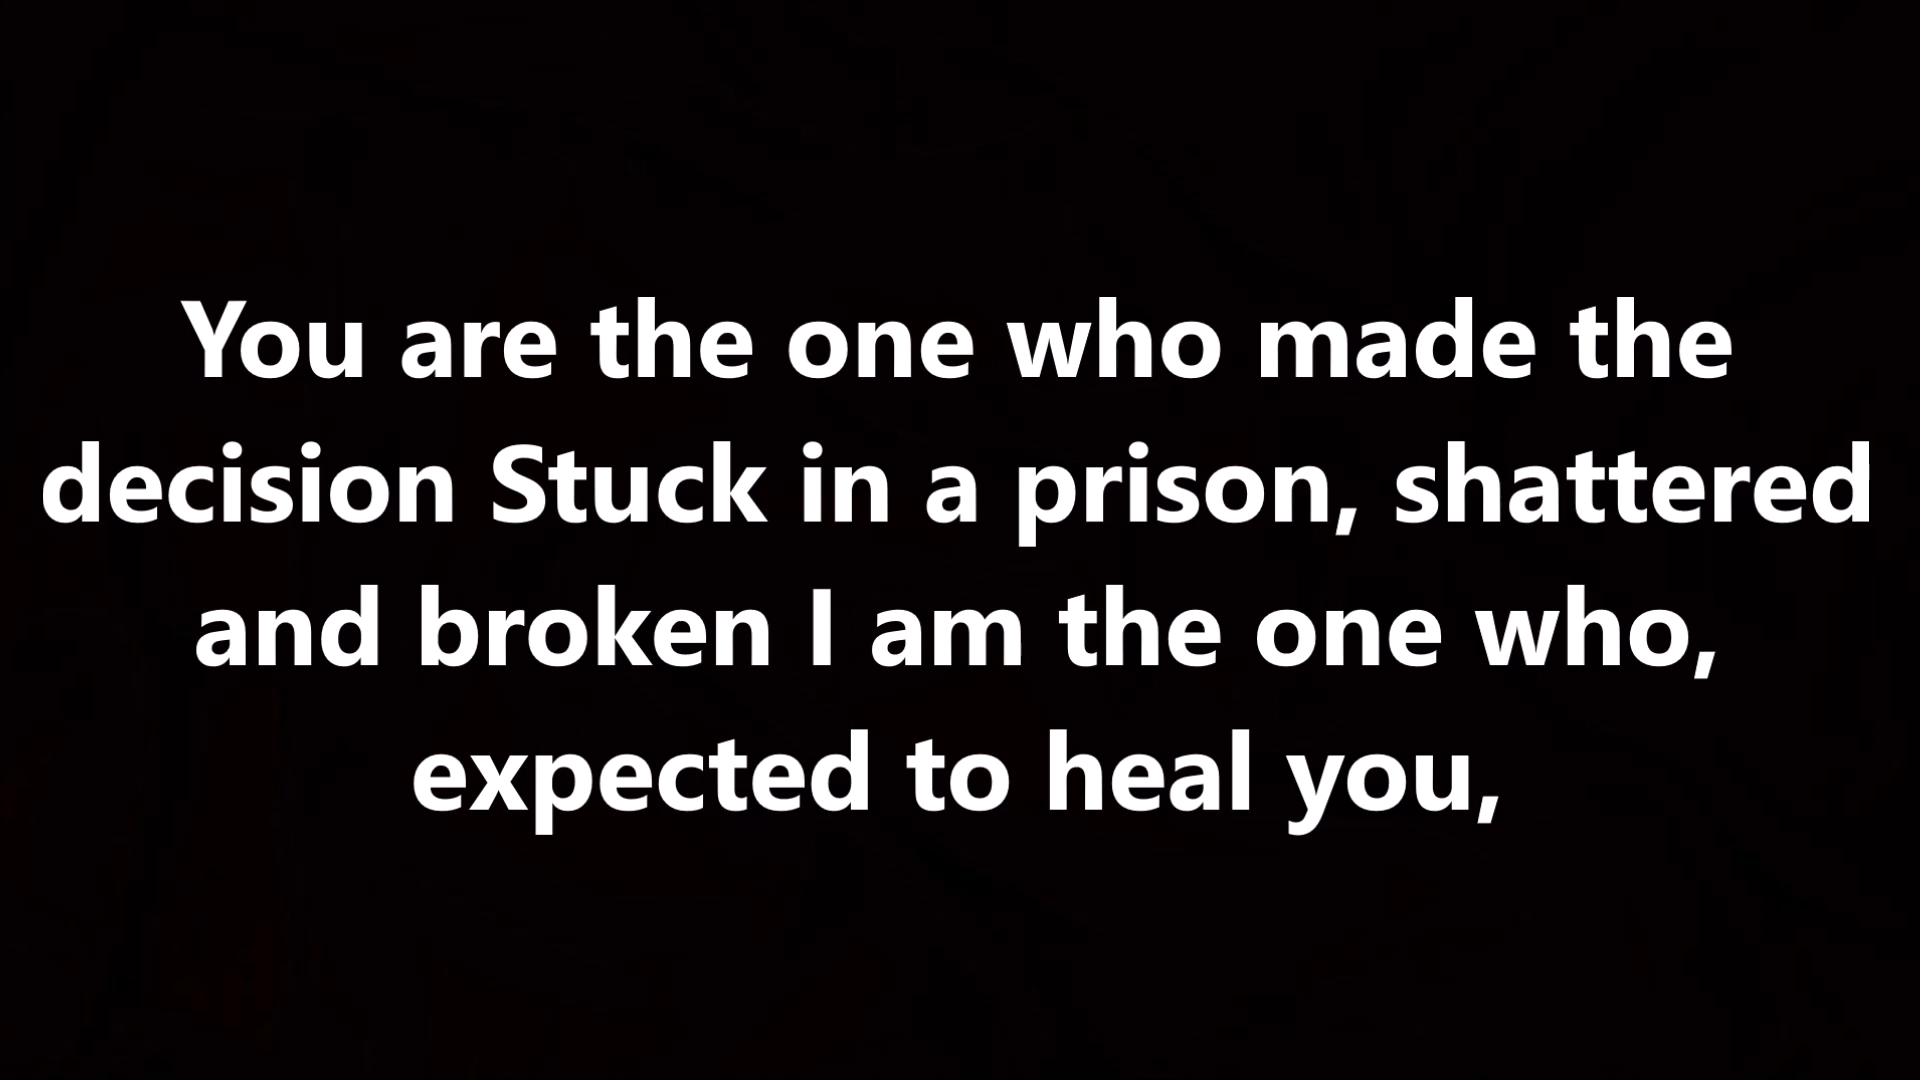 You are the one who made the
decision Stuck in a prison, shattered
and broken I am the one who,
expected to heal you,